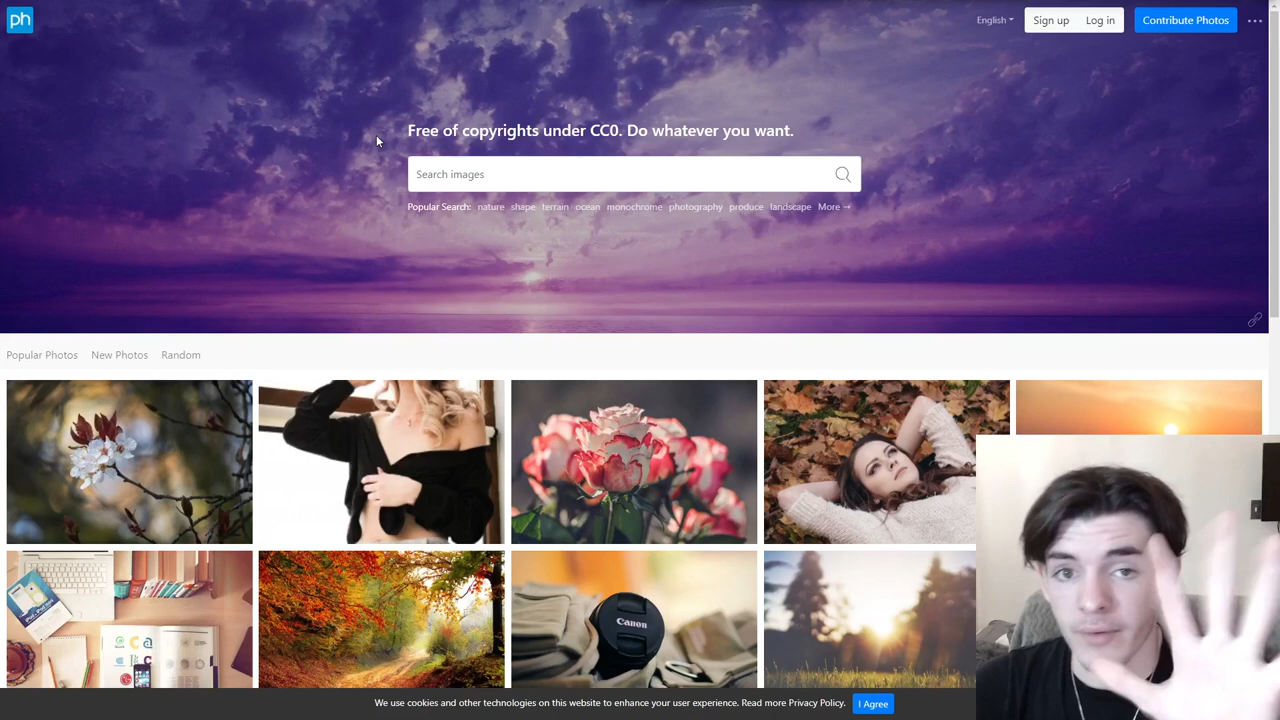 ph
English
Sign up
Log in
Contribute Photos
Free of copyrights under CC0. Do whatever you want.
Search images
Popular Search: nature shape terrain ocean monochrome photography produce landscape More →
Popular Photos
New Photos
Random
Canon
We use cookies and other technologies on this website to enhance your user experience. Read more Privacy Policy.
I Agree